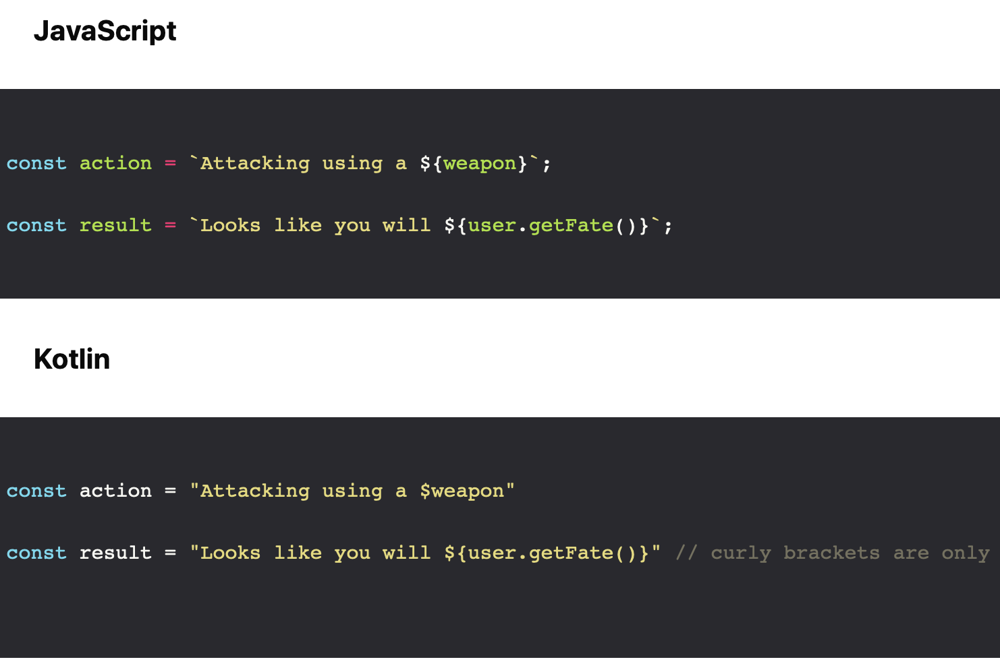 JavaScript
const action = `Attacking using a ${weapon}`;
const result = `Looks like you will ${user.getFate()}`;
Kotlin
const action = "Attacking using a $weapon"
const result = "Looks like you will ${user.getFate()}" // curly brackets are only